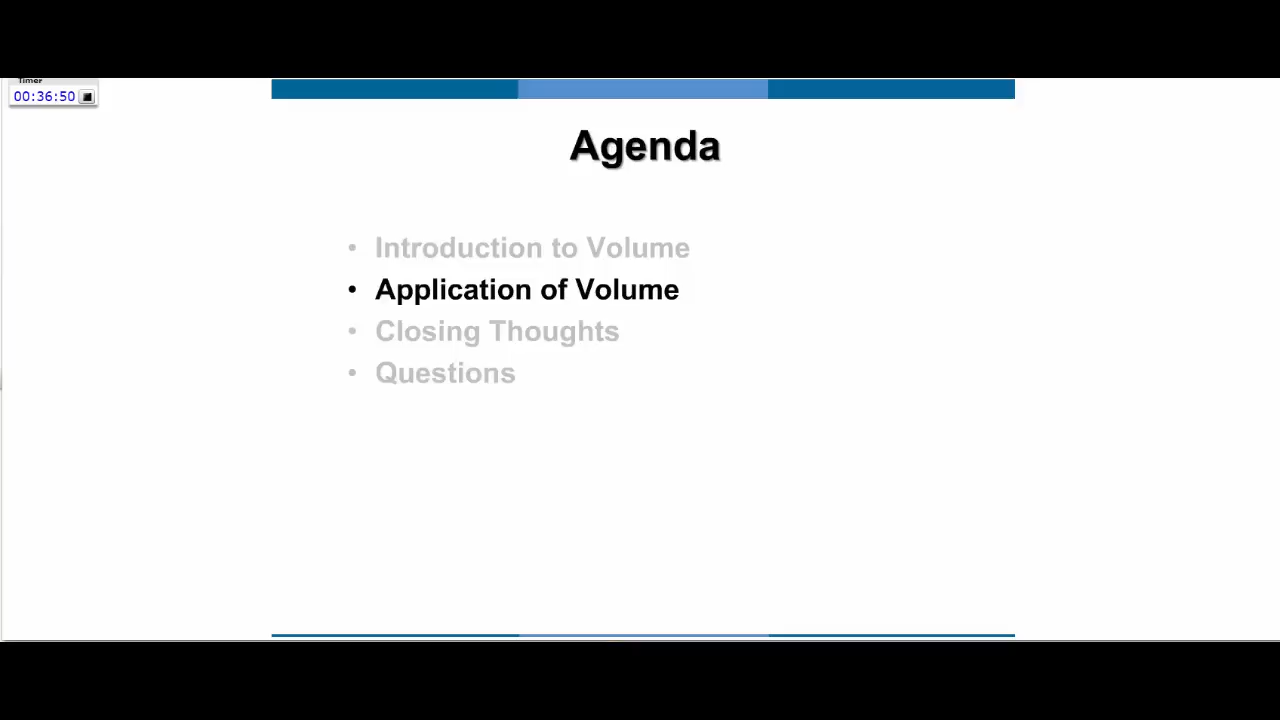 Timer
00:36:50
Agenda
• Introduction to Volume
• Application of Volume
• Closing Thoughts
• Questions